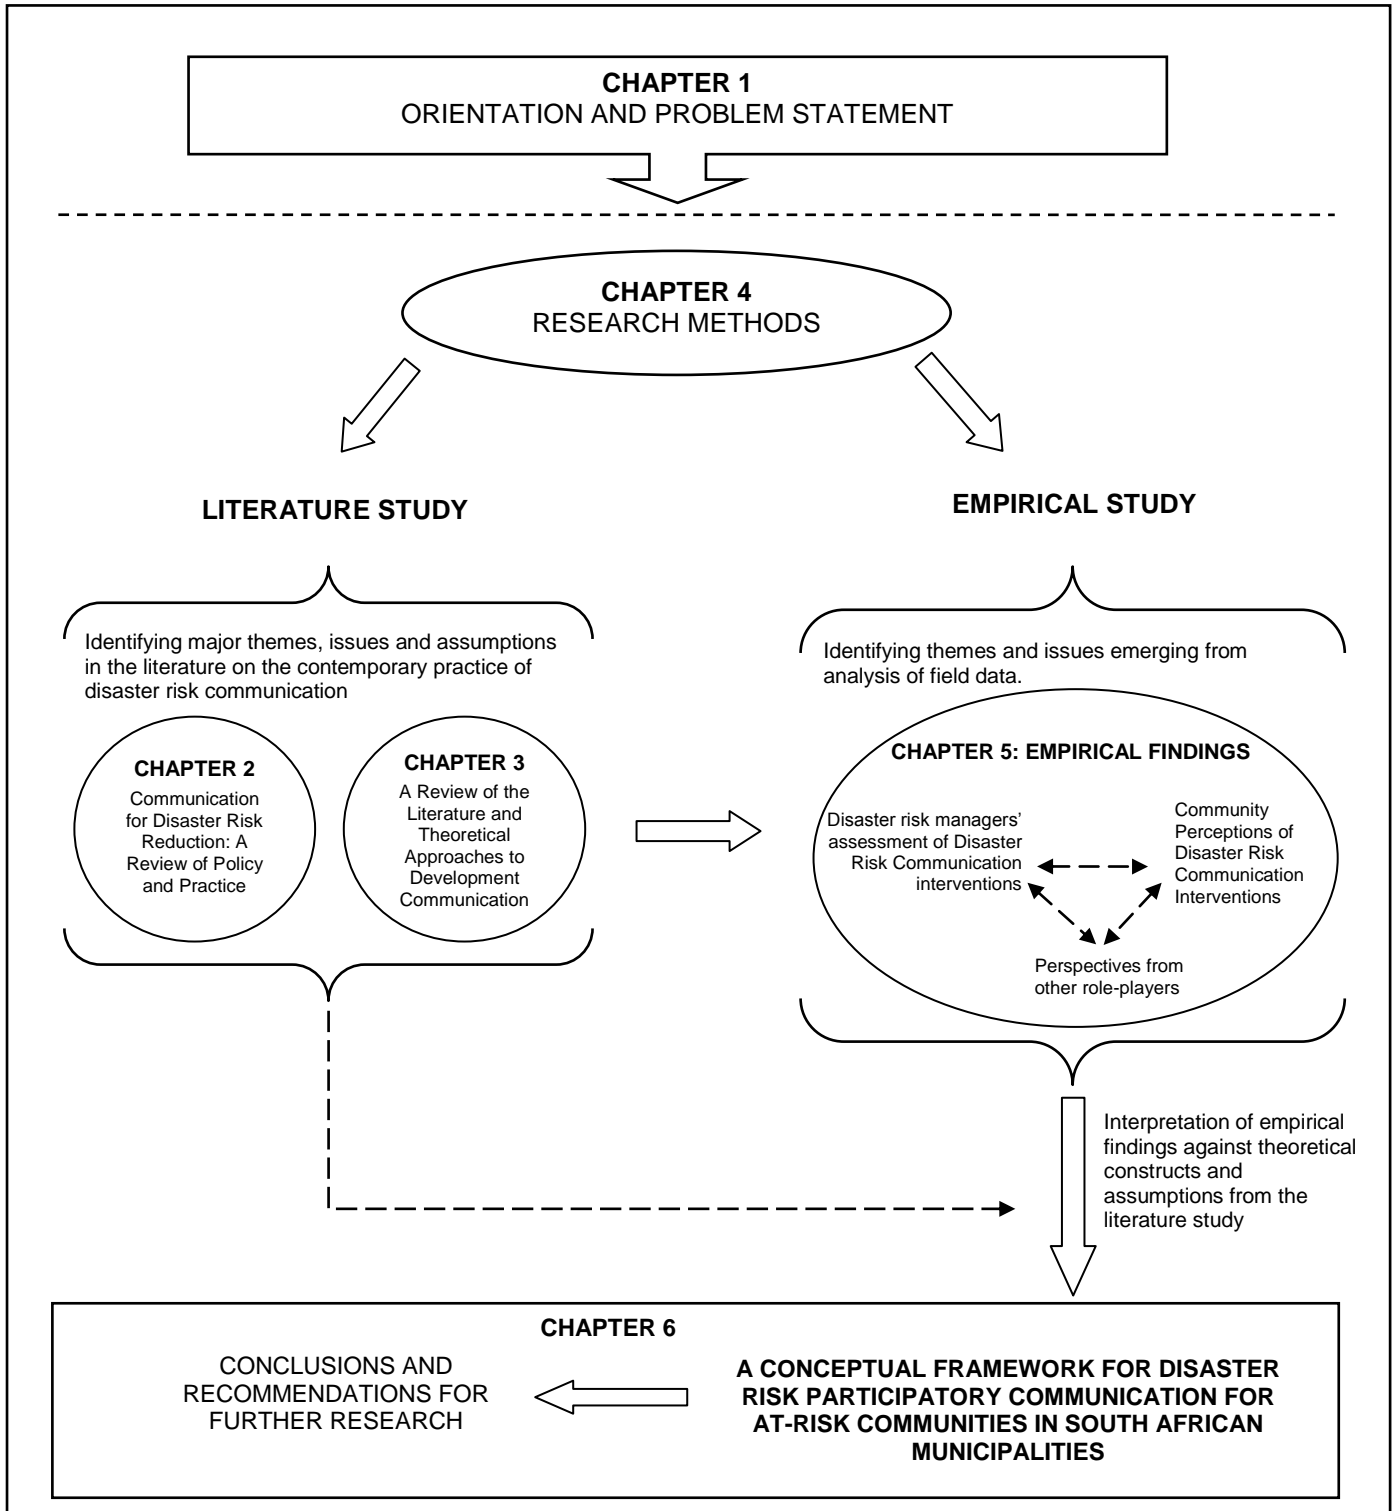 CHAPTER 1
ORIENTATION AND PROBLEM STATEMENT
CHAPTER 4
RESEARCH METHODS
LITERATURE STUDY
EMPIRICAL STUDY
Identifying major themes, issues and assumptions
in the literature on the contemporary practice of
disaster risk communication
CHAPTER 2
Communication
for Disaster Risk
Reduction: A
Review of Policy
and Practice
CHAPTER 3
A Review of the
Literature and
Theoretical
Approaches to
Development
Communication
Identifying themes and issues emerging from
analysis of field data.
CHAPTER 5: EMPIRICAL FINDINGS
Disaster risk managers'
assessment of Disaster
Risk Communication
interventions
Community
Perceptions of
Disaster Risk
Communication
Interventions
Perspectives from
other role-players
Interpretation of empirical
findings against theoretical
constructs and
assumptions from the
literature study
CHAPTER 6
CONCLUSIONS AND
RECOMMENDATIONS FOR
FURTHER RESEARCH
A CONCEPTUAL FRAMEWORK FOR DISASTER
RISK PARTICIPATORY COMMUNICATION FOR
AT-RISK COMMUNITIES IN SOUTH AFRICAN
MUNICIPALITIES